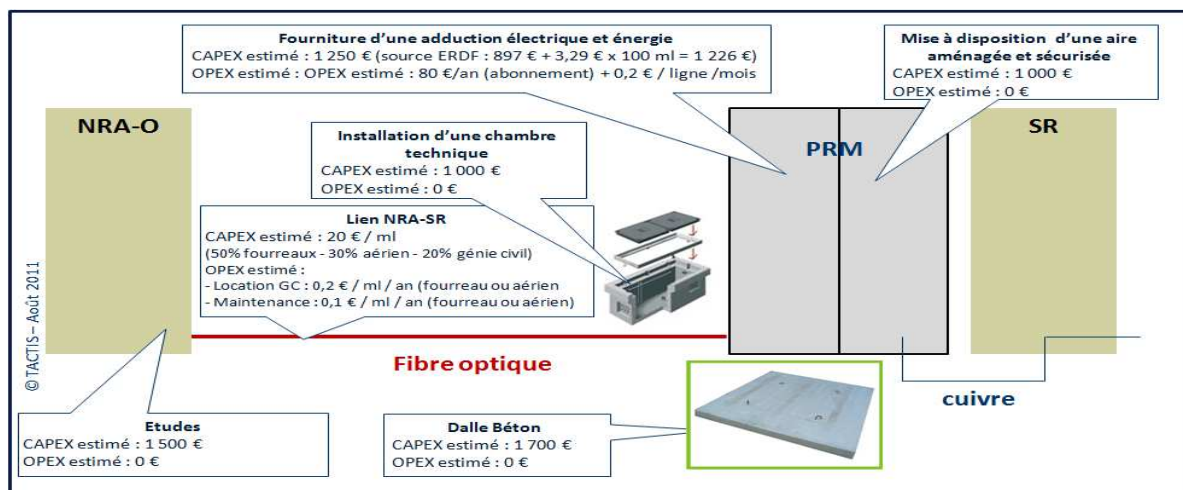 Fourniture d'une adduction électrique et énergie
CAPEX estimé : 1 250 € (source ERDF : 897 € + 3,29 € x 100 ml = 1 226 €)
OPEX estimé : OPEX estimé : 80 €/an (abonnement) + 0,2 € / ligne /mois
Mise à disposition d'une aire
aménagée et sécurisée
CAPEX estimé : 1 000 €
OPEX estimé : 0 €
NRA-O
Installation d'une chambre
technique
CAPEX estimé : 1 000 €
OPEX estimé : 0 €
PRM
SR
Lien NRA-SR
CAPEX estimé : 20 € / ml
(50% fourreaux - 30% aérien - 20% génie civil)
OPEX estimé :
- Location GC : 0,2 € / ml / an (fourreau ou aérien
- Maintenance : 0,1 € / ml / an (fourreau ou aérien)
© TACTIS – Août 2011
Fibre optique
cuivre
Etudes
CAPEX estimé : 1 500 €
OPEX estimé : 0 €
Dalle Béton
CAPEX estimé : 1 700 €
OPEX estimé : 0 €